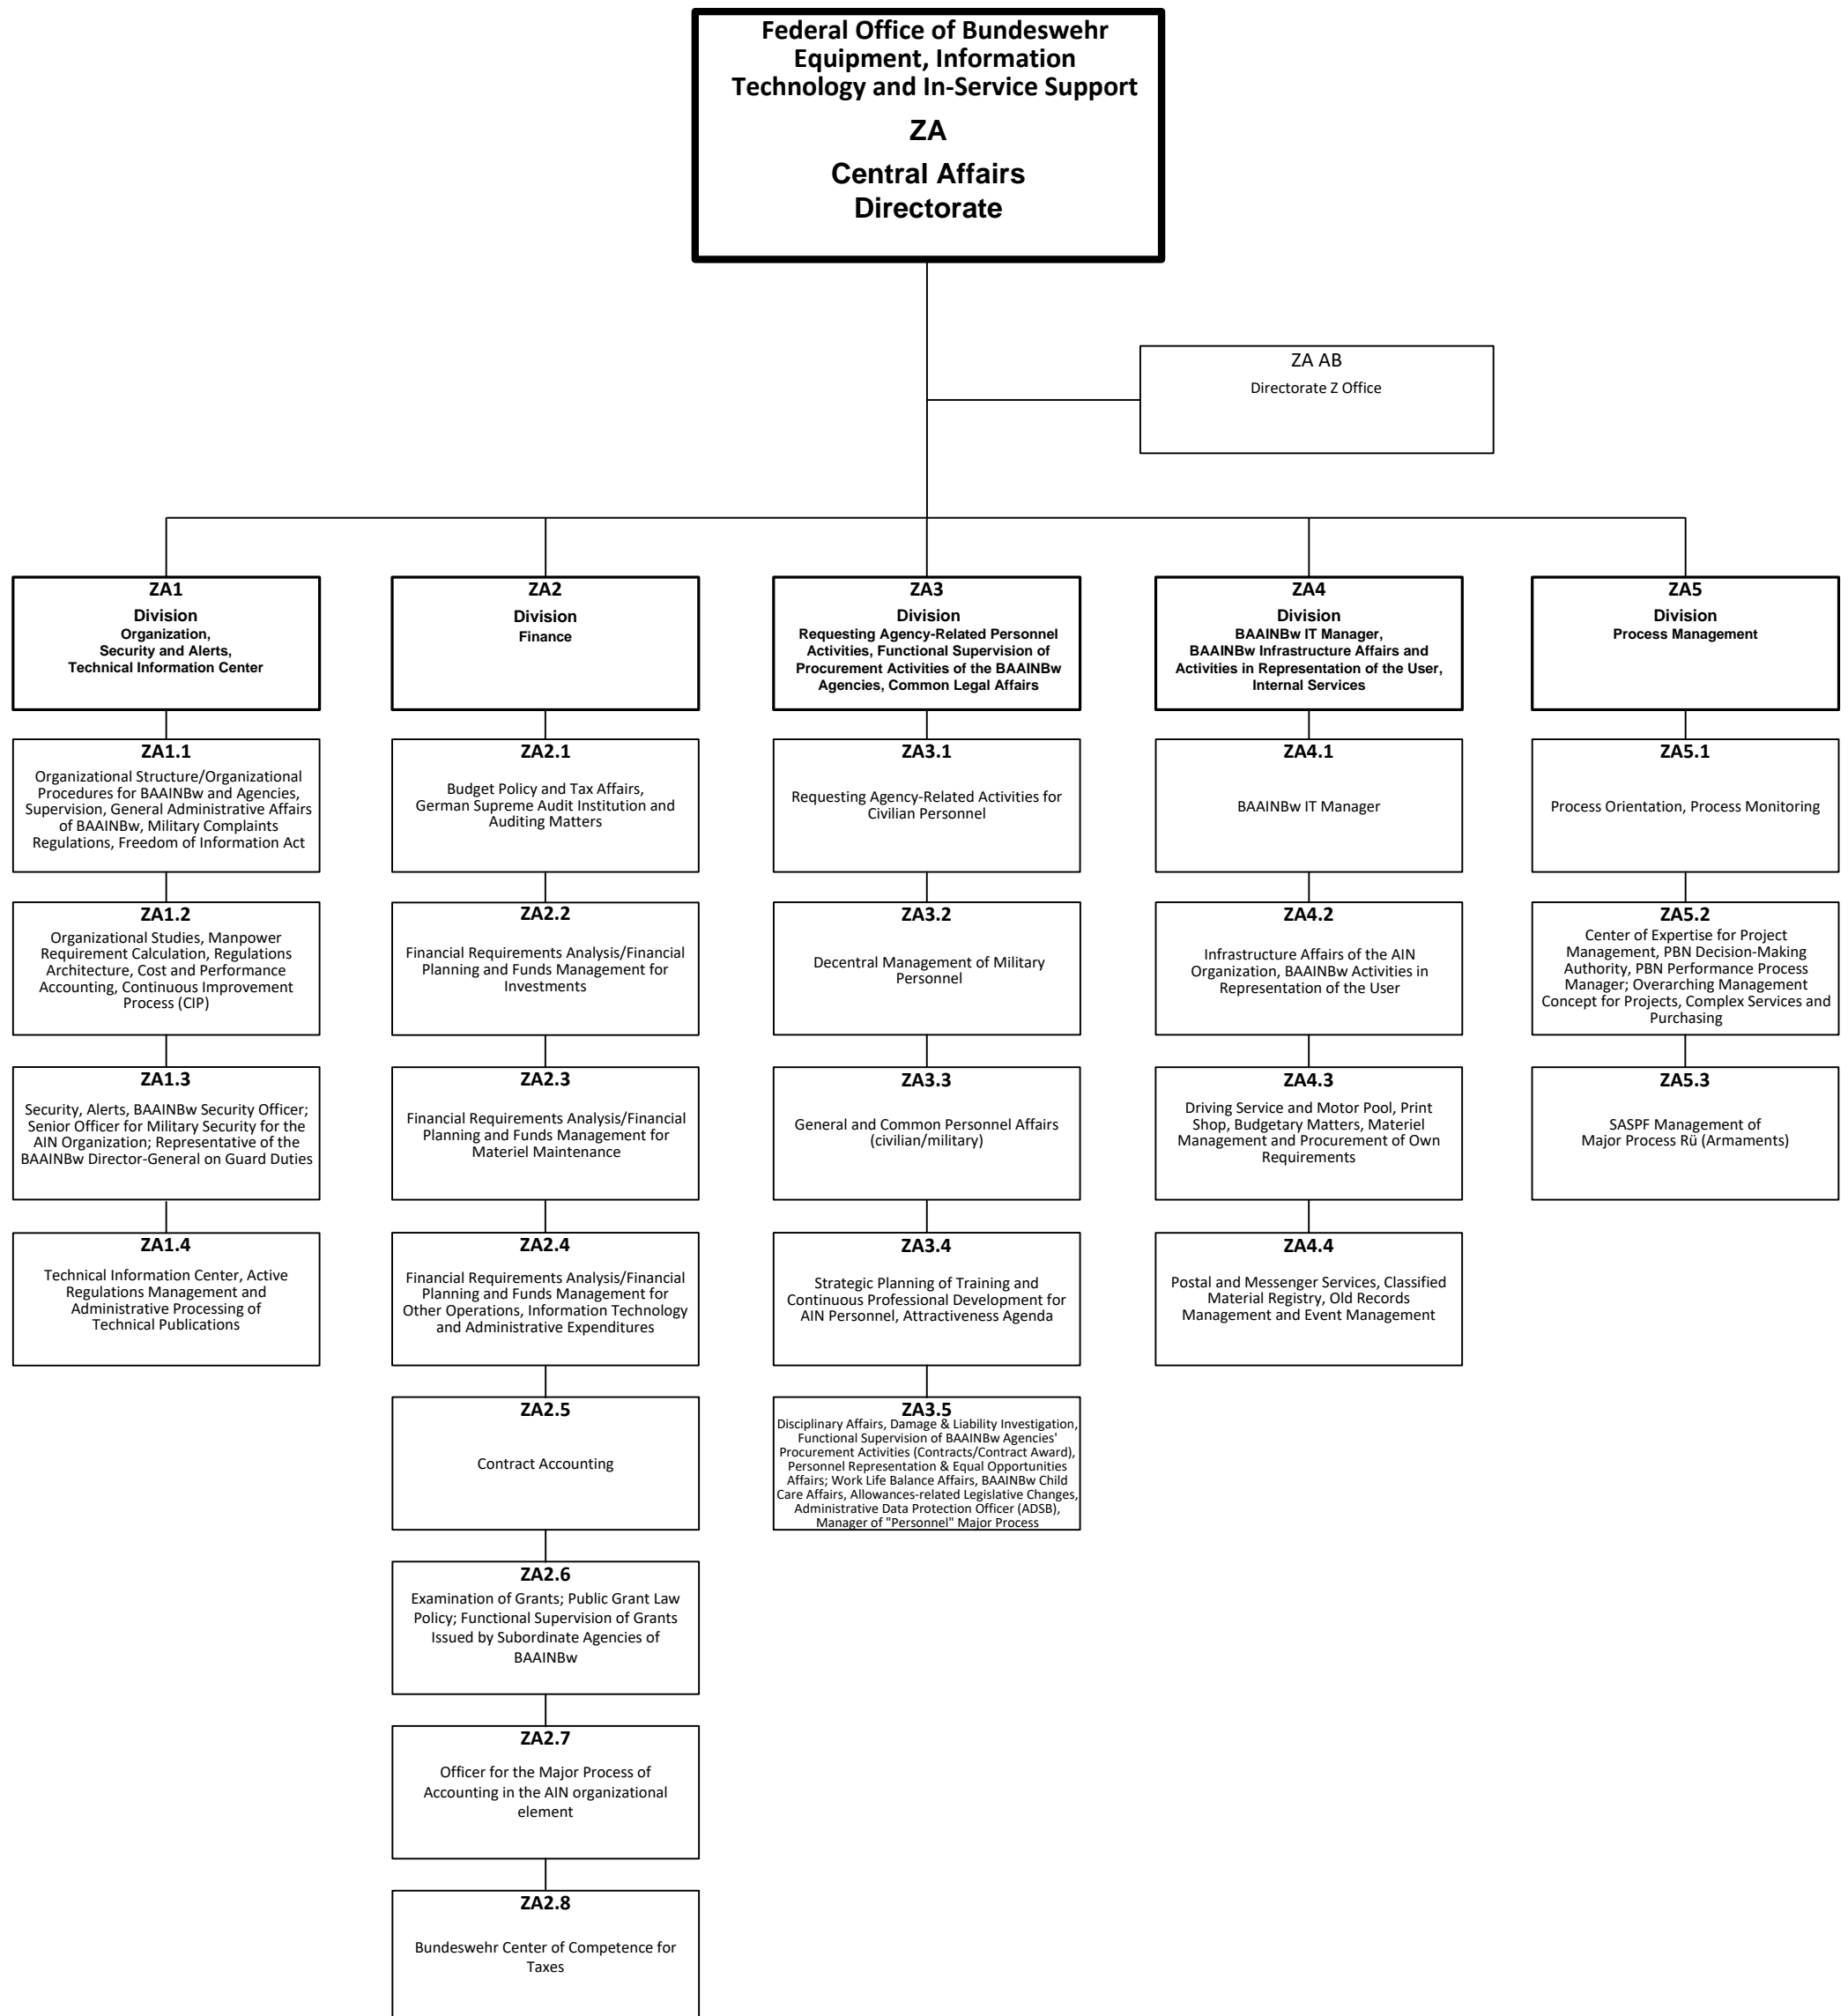 Federal Office of Bundeswehr
Equipment, Information
Technology and In-Service Support
ZA
Central Affairs
Directorate
ZA AB
Directorate Z Office
ZA1
Division
Organization,
Security and Alerts,
Technical Information Center
ZA2
Division
Finance
ZA3
Division
Requesting Agency-Related Personnel
Activities, Functional Supervision of
Procurement Activities of the BAAINBw
Agencies, Common Legal Affairs
ZA4
Division
BAAINBw IT Manager,
BAAINBw Infrastructure Affairs and
Activities in Representation of the User,
Internal Services
ZA5
Division
Process Management
ZA1.1
Organizational Structure/Organizational
Procedures for BAAINBw and Agencies,
Supervision, General Administrative Affairs
of BAAINBw, Military Complaints
Regulations, Freedom of Information Act
ZA2.1
Budget Policy and Tax Affairs,
German Supreme Audit Institution and
Auditing Matters
ZA3.1
Requesting Agency-Related Activities for
Civilian Personnel
ZA4.1
BAAINBw IT Manager
ZA5.1
Process Orientation, Process Monitoring
ZA1.2
Organizational Studies, Manpower
Requirement Calculation, Regulations
Architecture, Cost and Performance
Accounting, Continuous Improvement
Process (CIP)
ZA2.2
Financial Requirements Analysis/Financial
Planning and Funds Management for
Investments
ZA3.2
Decentral Management of Military
Personnel
ZA4.2
Infrastructure Affairs of the AIN
Organization, BAAINBw Activities in
Representation of the User
ZA5.2
Center of Expertise for Project
Management, PBN Decision-Making
Authority, PBN Performance Process
Manager; Overarching Management
Concept for Projects, Complex Services and
Purchasing
ZA1.3
Security, Alerts, BAAINBw Security Officer;
Senior Officer for Military Security for the
AIN Organization; Representative of the
BAAINBw Director-General on Guard Duties
ZA2.3
Financial Requirements Analysis/Financial
Planning and Funds Management for
Materiel Maintenance
ZA3.3
General and Common Personnel Affairs
(civilian/military)
ZA4.3
Driving Service and Motor Pool, Print
Shop, Budgetary Matters, Materiel
Management and Procurement of Own
Requirements
ZA5.3
SASPF Management of
Major Process Rü (Armaments)
ZA1.4
Technical Information Center, Active
Regulations Management and
Administrative Processing of
Technical Publications
ZA2.4
Financial Requirements Analysis/Financial
Planning and Funds Management for
Other Operations, Information Technology
and Administrative Expenditures
ZA3.4
Strategic Planning of Training and
Continuous Professional Development for
AIN Personnel, Attractiveness Agenda
ZA4.4
Postal and Messenger Services, Classified
Material Registry, Old Records
Management and Event Management
ZA2.5
Contract Accounting
ZA3.5
Disciplinary Affairs, Damage & Liability Investigation,
Functional Supervision of BAAINBw Agencies'
Procurement Activities (Contracts/Contract Award),
Personnel Representation & Equal Opportunities
Affairs; Work Life Balance Affairs, BAAINBw Child
Care Affairs, Allowances-related Legislative Changes,
Administrative Data Protection Officer (ADSB),
Manager of "Personnel" Major Process
ZA2.6
Examination of Grants; Public Grant Law
Policy; Functional Supervision of Grants
Issued by Subordinate Agencies of
BAAINBw
ZA2.7
Officer for the Major Process of
Accounting in the AIN organizational
element
ZA2.8
Bundeswehr Center of Competence for
Taxes